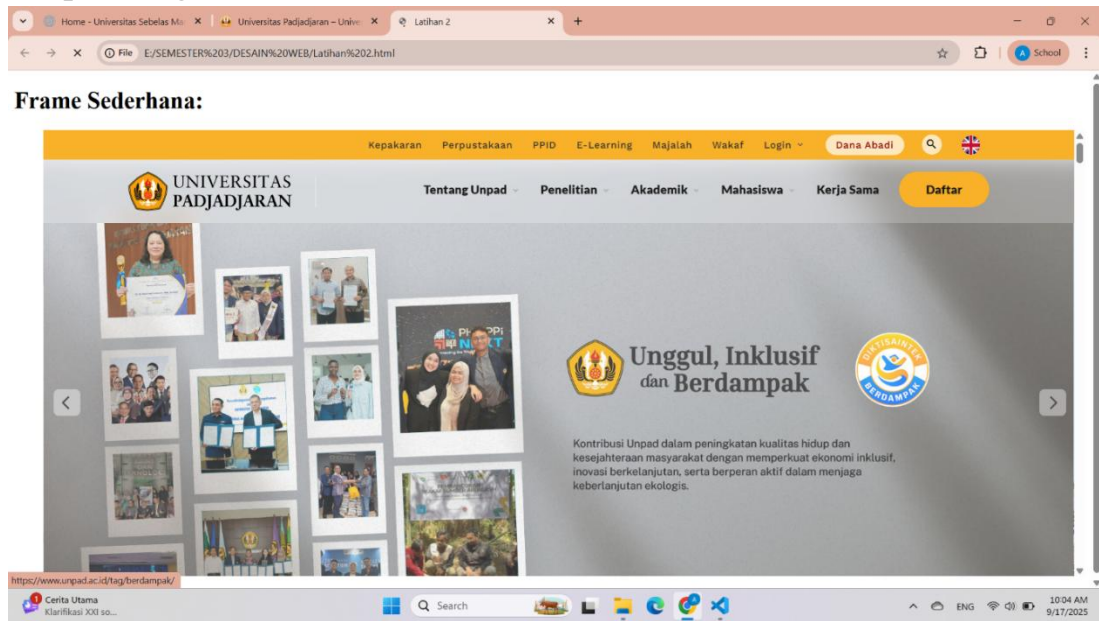 Home - Universitas Sebelas Ma
Universitas Padjadjaran – Unive
Latihan 2
File
E:/SEMESTER%203/DESAIN%20WEB/Latihan%202.html
School
Frame Sederhana:
Kepakaran Perpustakaan PPID E-Learning Majalah Wakaf Login Dana Abadi
UNIVERSITAS
PADJADJARAN
Tentang Unpad Penelitian Akademik Mahasiswa Kerja Sama Daftar
Unggul, Inklusif
dan Berdampak
DIKTISAINTEK
BERDAMPAK
Kontribusi Unpad dalam peningkatan kualitas hidup dan
kesejahteraan masyarakat dengan memperkuat ekonomi inklusif,
inovasi berkelanjutan, serta berperan aktif dalam menjaga
keberlanjutan ekologis.
https://www.unpad.ac.id/tag/berdampak/
1
Cerita Utama
Klarifikasi XXI so...
Search
ENG
10:04 AM
9/17/2025